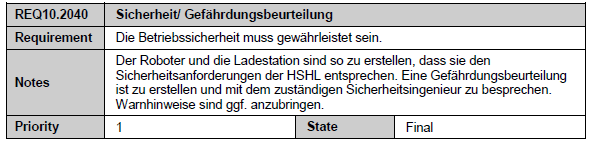 REQ10.2040 Sicherheit/ Gefährdungsbeurteilung
Requirement Die Betriebssicherheit muss gewährleistet sein.
Notes Der Roboter und die Ladestation sind so zu erstellen, dass sie den
Sicherheitsanforderungen der HSHL entsprechen. Eine Gefährdungsbeurteilung
ist zu erstellen und mit dem zuständigen Sicherheitsingenieur zu besprechen.
Warnhinweise sind ggf. anzubringen.
Priority 1 State Final